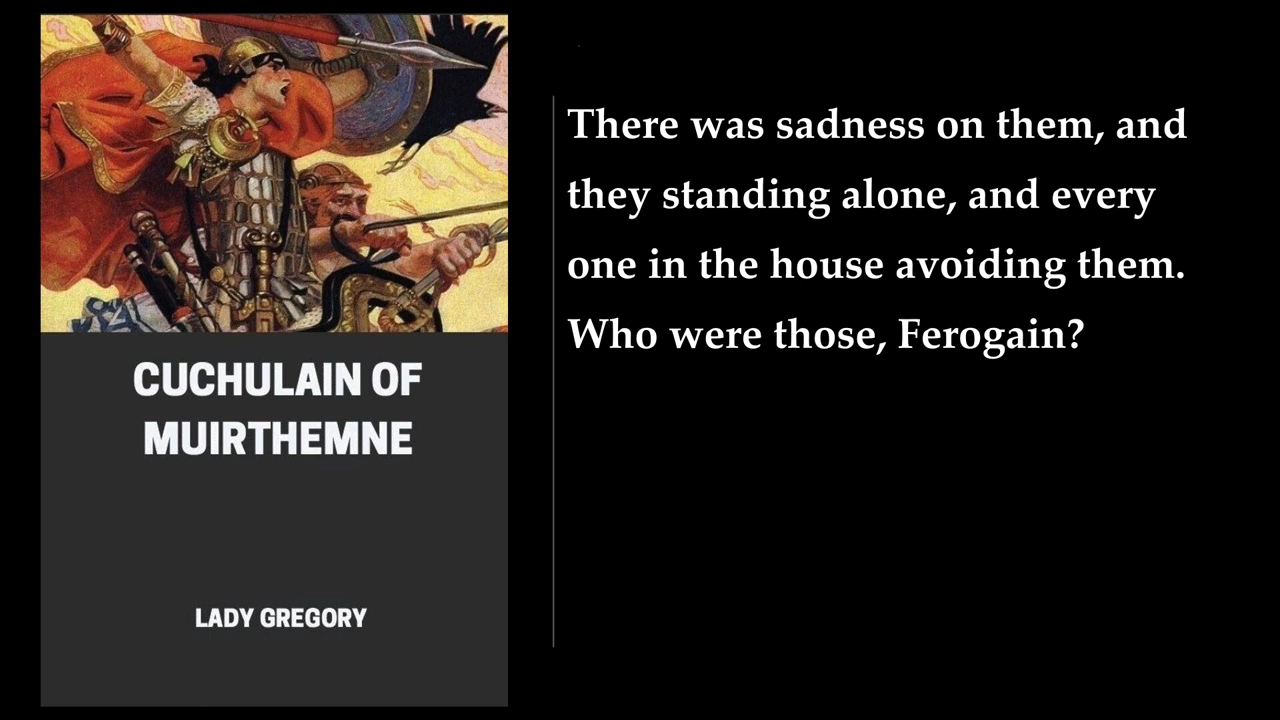 CUCHULAIN OF
MUIRTHEMNE
LADY GREGORY
There was sadness on them, and
they standing alone, and every
one in the house avoiding them.
Who were those, Ferogain?